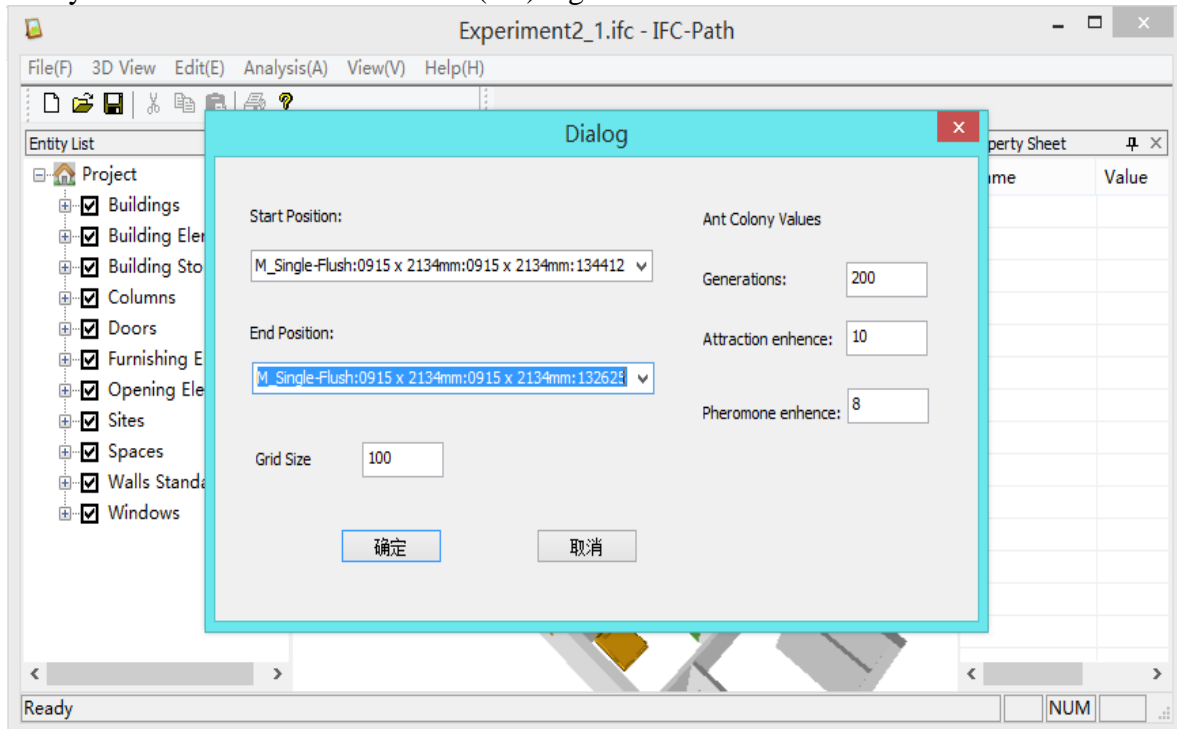 Experiment2_1.ifc - IFC-Path
File(F) 3D View Edit(E) Analysis(A) View(V) Help(H)
Entity List
Project
Buildings
Building Eler
Building Sto
Columns
Doors
Furnishing E
Opening Ele
Sites
Spaces
Walls Standa
Windows
Dialog
Start Position:
M_Single-Flush:0915 x 2134mm:0915 x 2134mm:134412
End Position:
M_Single-Flush:0915 x 2134mm:0915 x 2134mm:132625
Grid Size 100
确定 取消
Ant Colony Values
Generations: 200
Attraction enhence: 10
Pheromone enhence: 8
perty Sheet
me Value
Ready
NUM